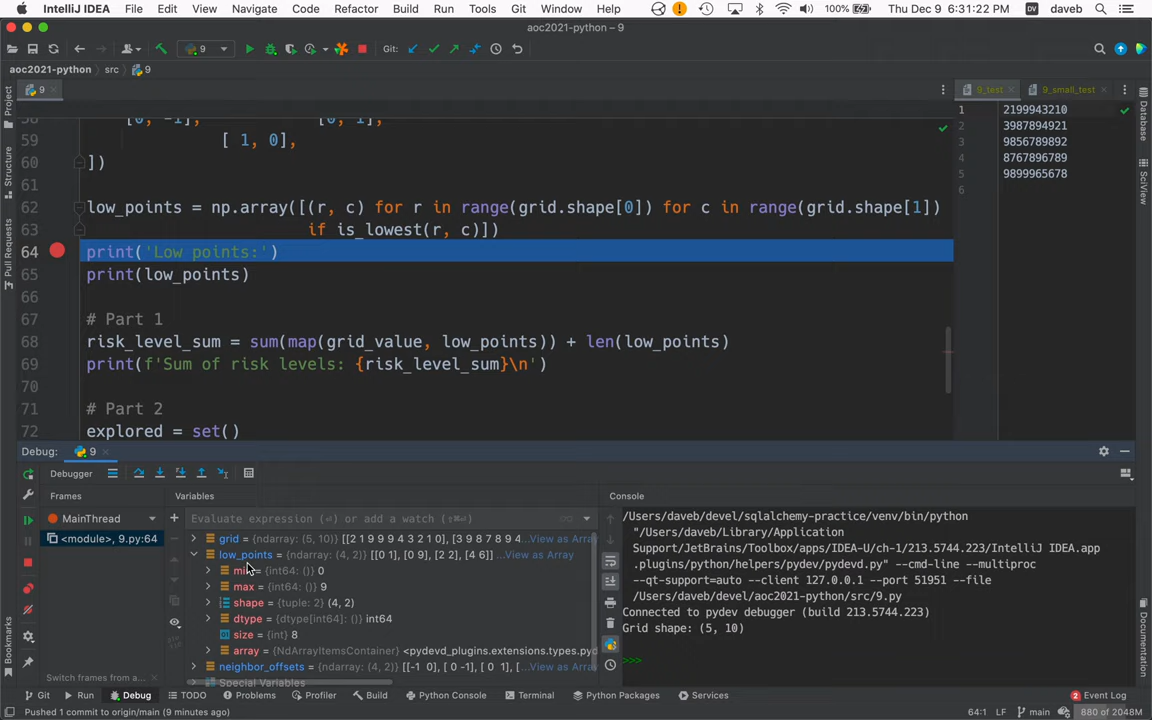 IntelliJ IDEA File Edit View Navigate Code Refactor Build Run Tools Git Window Help 100% Thu Dec 9 6:31:22 PM DV daveb
aoc2021-python – 9
9 Git:
aoc2021-python src 9
9 9_test 9_small_test
Project
Structure
Pull Requests
Bookmarks
Database
SciView
Documentation
[0, -1], [0, 1],
59 [ 1, 0],
60 ])
61
62 low_points = np.array([(r, c) for r in range(grid.shape[0]) for c in range(grid.shape[1])
63 if is_lowest(r, c)])
64 print('Low points:')
65 print(low_points)
66
67 # Part 1
68 risk_level_sum = sum(map(grid_value, low_points)) + len(low_points)
69 print(f'Sum of risk levels: {risk_level_sum}\n')
70
71 # Part 2
72 explored = set()
1 2199943210
2 3987894921
3 9856789892
4 8767896789
5 9899965678
6
Debug: 9
Debugger
Frames
MainThread
<module>, 9.py:64
Switch frames from a...
Variables
Evaluate expression (⏎) or add a watch (⇧⌘⏎)
grid = {ndarray: (5, 10)} [[2 1 9 9 9 4 3 2 1 0], [3 9 8 7 8 9 4... View as Array
low_points = {ndarray: (4, 2)} [[0 1], [0 9], [2 2], [4 6]] ...View as Array
= {int64: ()} 0
max = {int64: ()} 9
shape = {tuple: 2} (4, 2)
dtype = {dtype[int64]: ()} int64
size = {int} 8
array = {NdArrayItemsContainer} <pydevd_plugins.extensions.types.pyd
neighbor_offsets = {ndarray: (4, 2)} [[-1 0], [ 0 -1], [ 0 1], [...View as Array
Special Variables
Console
/Users/daveb/devel/sqlalchemy-practice/venv/bin/python
"/Users/daveb/Library/Application
Support/JetBrains/Toolbox/apps/IDEA-U/ch-1/213.5744.223/IntelliJ IDEA.app
.plugins/python/helpers/pydev/pydevd.py" --cmd-line --multiproc
--qt-support=auto --client 127.0.0.1 --port 51951 --file
/Users/daveb/devel/aoc2021-python/src/9.py
Connected to pydev debugger (build 213.5744.223)
Grid shape: (5, 10)
>>>
Git Run Debug TODO Problems Profiler Build Python Console Terminal Python Packages Services 2 Event Log
Pushed 1 commit to origin/main (9 minutes ago) 64:1 LF main 880 of 2048M